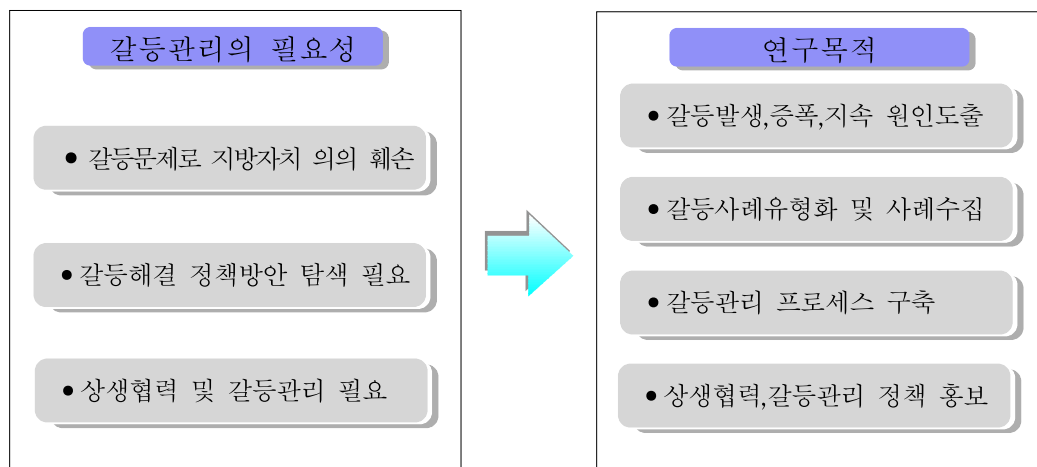 갈등관리의 필요성
• 갈등문제로 지방자치 의의 훼손
• 갈등해결 정책방안 탐색 필요
• 상생협력 및 갈등관리 필요
연구목적
• 갈등발생,증폭,지속 원인도출
• 갈등사례유형화 및 사례수집
• 갈등관리 프로세스 구축
• 상생협력,갈등관리 정책 홍보